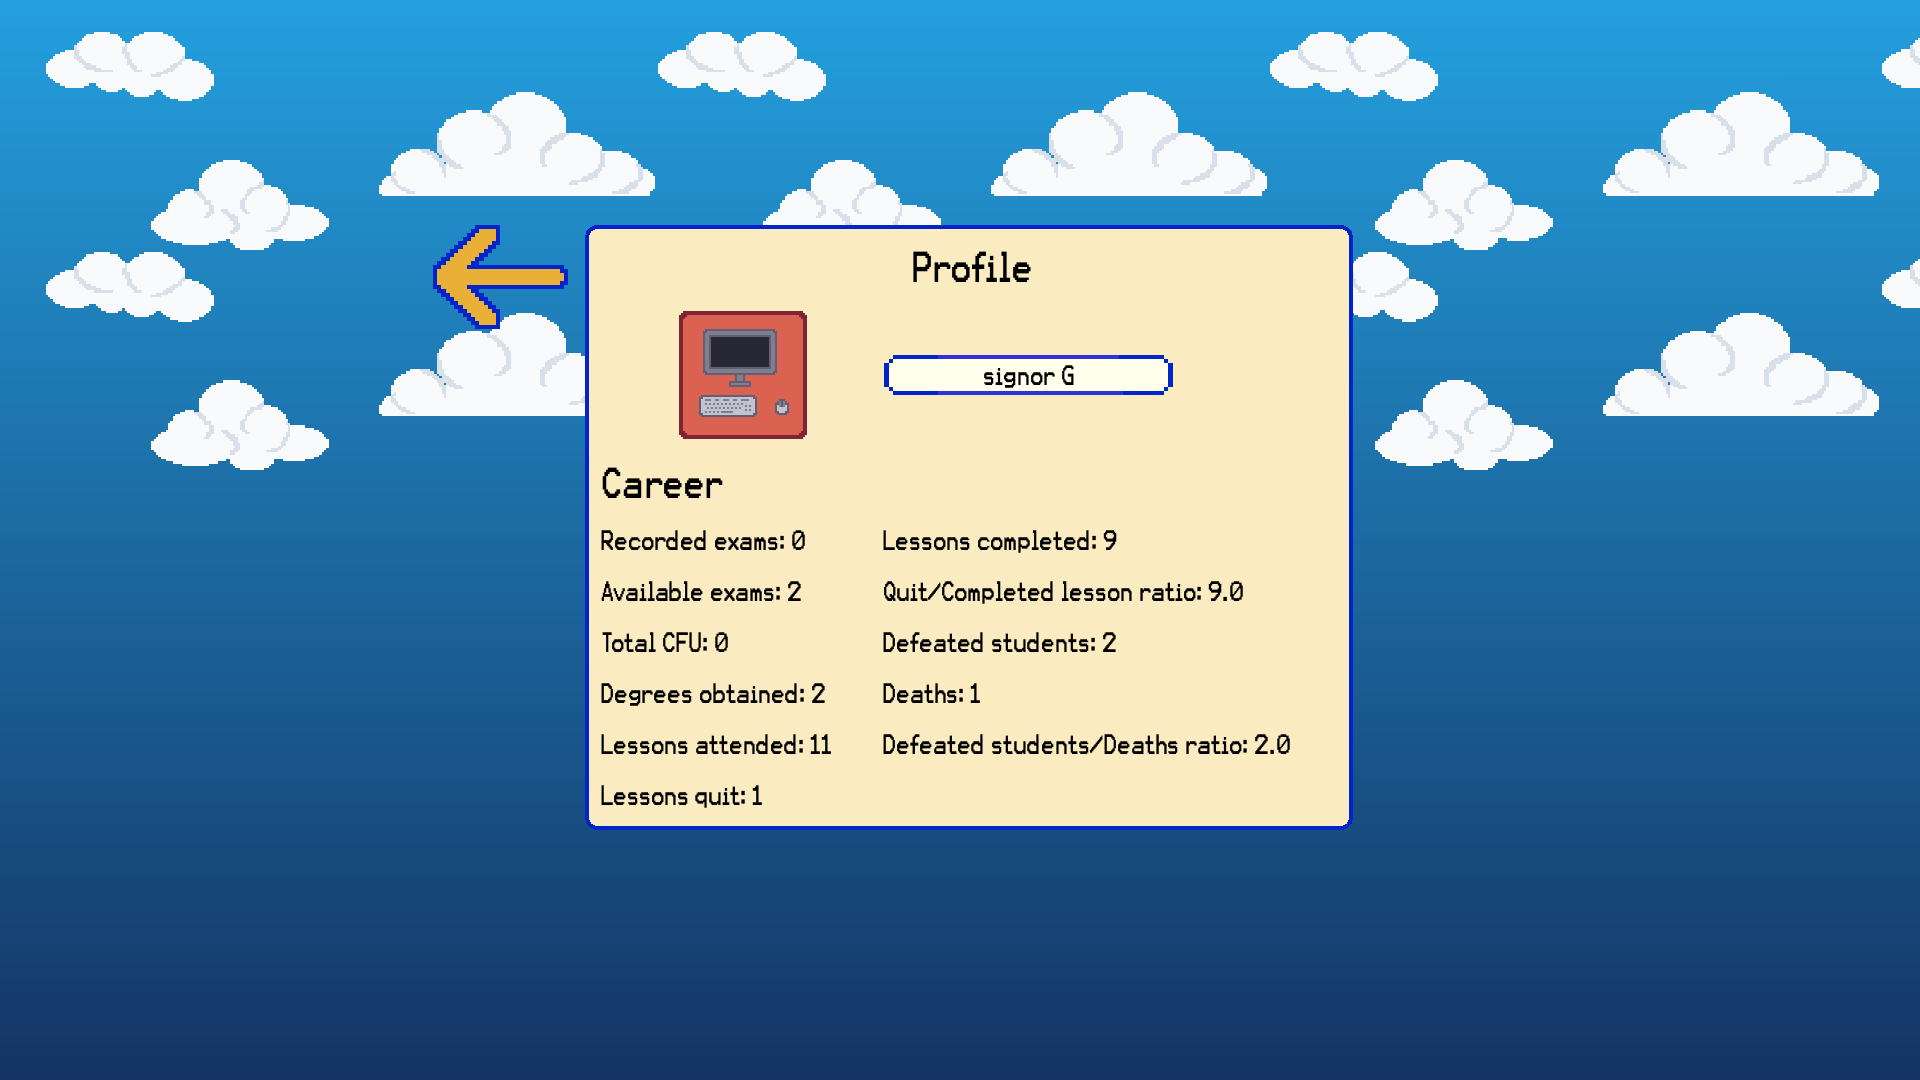 Profile
signor G
Career
Recorded exams: 0
Available exams: 2
Total CFU: 0
Degrees obtained: 2
Lessons attended: 11
Lessons quit: 1
Lessons completed: 9
Quit/Completed lesson ratio: 9.0
Defeated students: 2
Deaths: 1
Defeated students/Deaths ratio: 2.0